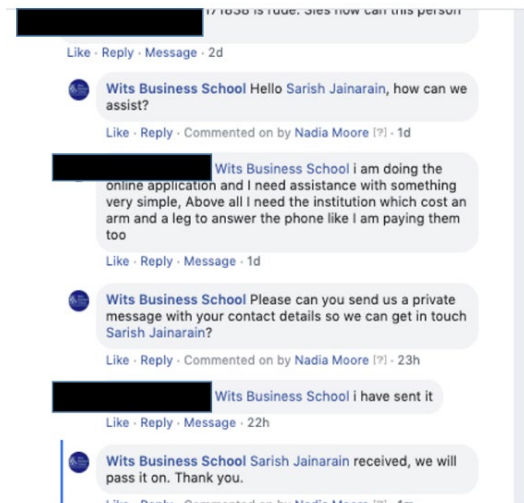 is rude. Sies how can this person
Like · Reply · Message · 2d
Wits Business School Hello Sarish Jainarain, how can we
assist?
Like · Reply · Commented on by Nadia Moore [?] · 1d
Wits Business School i am doing the
online application and I need assistance with something
very simple, Above all I need the institution which cost an
arm and a leg to answer the phone like I am paying them
too
Like · Reply · Message · 1d
Wits Business School Please can you send us a private
message with your contact details so we can get in touch
Sarish Jainarain?
Like · Reply · Commented on by Nadia Moore [?] · 23h
Wits Business School i have sent it
Like · Reply · Message · 22h
Wits Business School Sarish Jainarain received, we will
pass it on. Thank you.